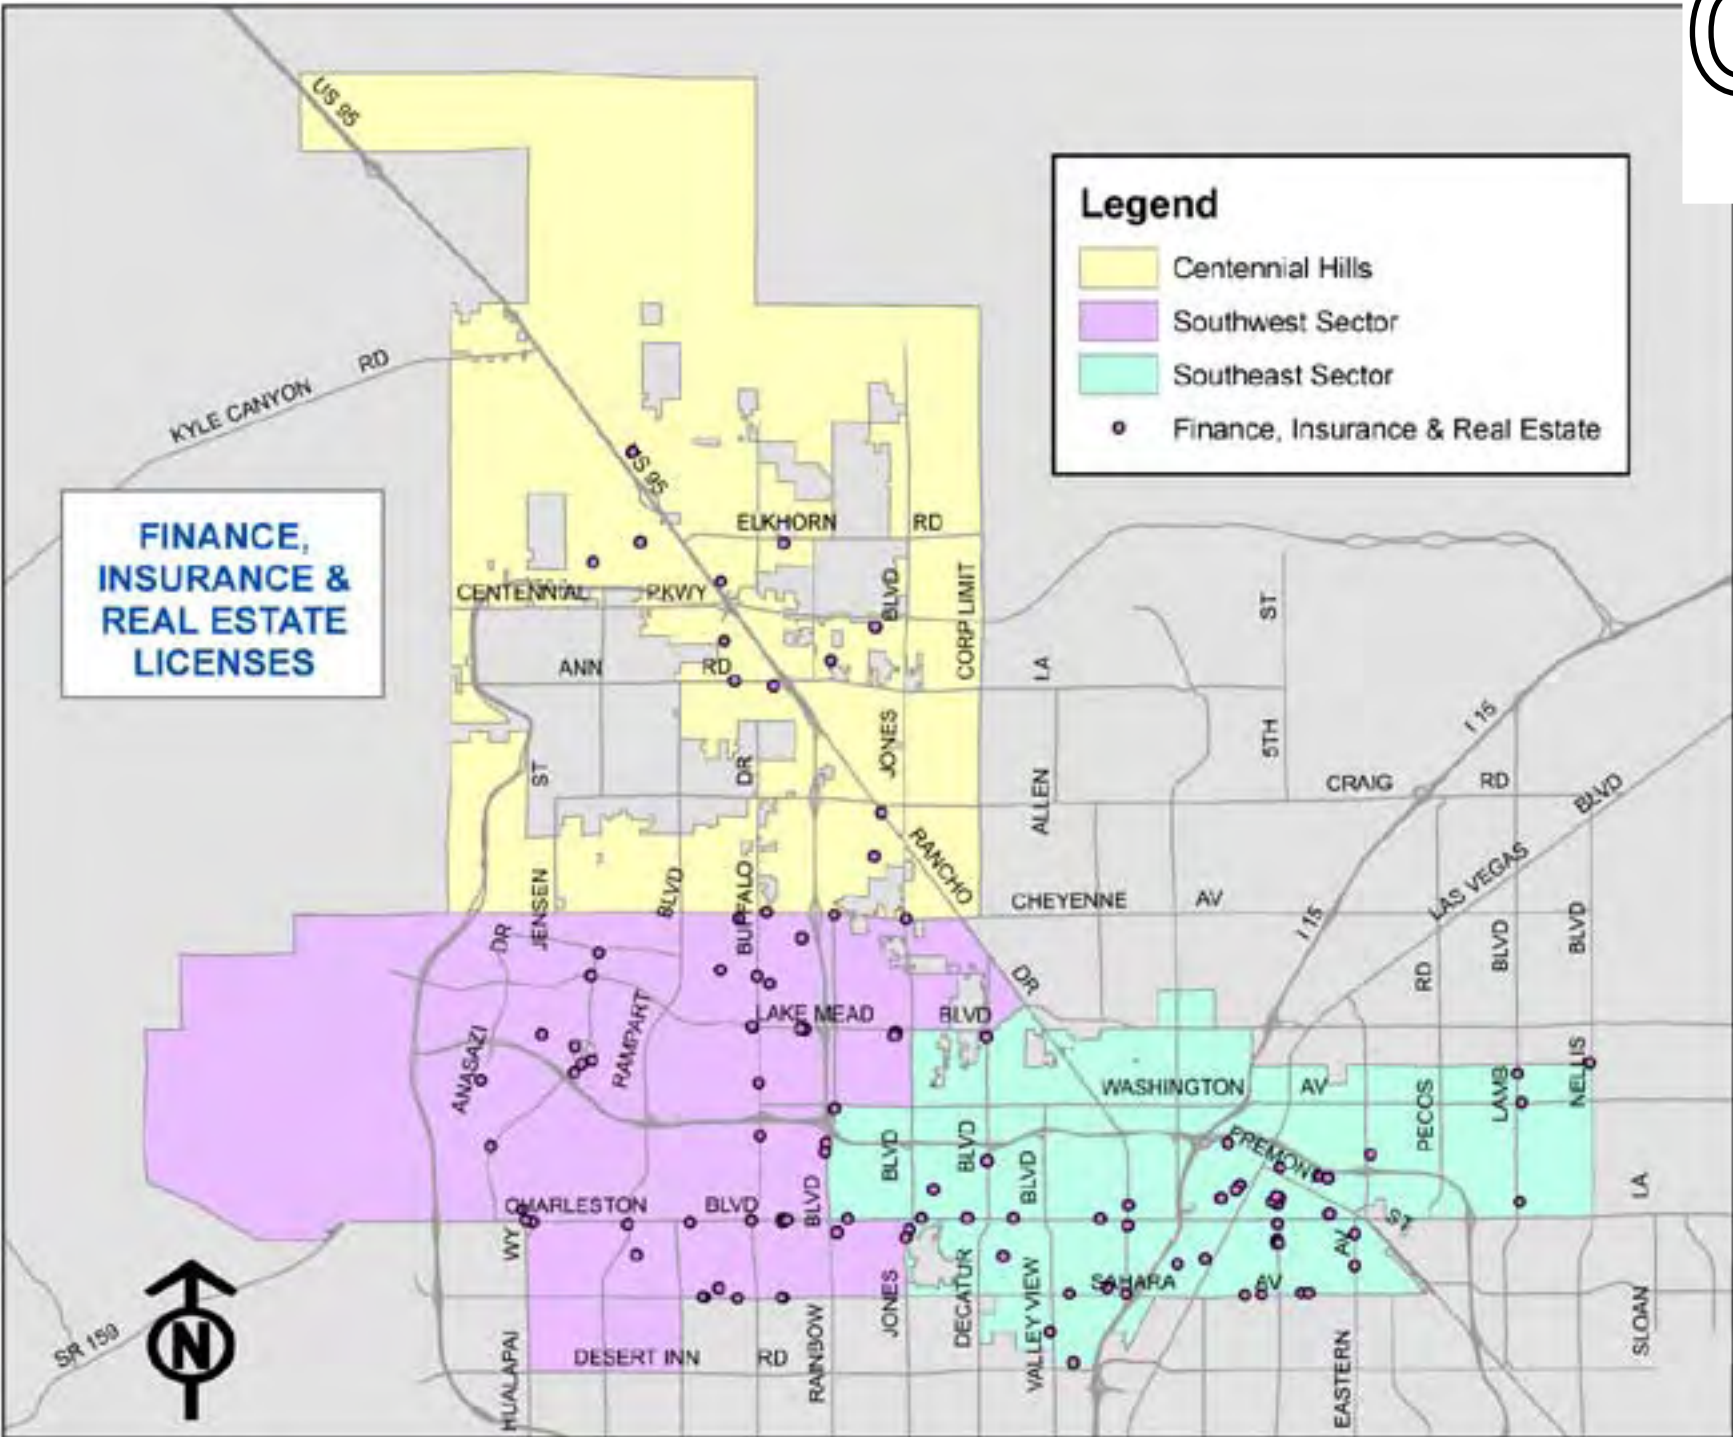 US 95
Legend
Centennial Hills
Southwest Sector
Southeast Sector
Finance, Insurance & Real Estate
KYLE CANYON RD
FINANCE,
INSURANCE &
REAL ESTATE
LICENSES
S 95
ELKHORN RD
CENTENNIAL PKWY
BLVD
CORP LIMIT
ST
ANN RD
LA
JONES
5TH
ST
DR
ALLEN
CRAIG RD
I 15
BLVD
RANCHO
JENSEN
BLVD
BUFFALO
CHEYENNE AV
LAS VEGAS
I 15
DR
BLVD
BLVD
RD
DR
RAMPART
LAKE MEAD BLVD
ANASAZI
WASHINGTON AV
PECOS
LAMB
NELLIS
FREMONT
BLVD
BLVD
BLVD
CHARLESTON BLVD
BLVD
LA
ST
WY
AV
SAHARA AV
DECATUR
VALLEY VIEW
JONES
SLOAN
SR 159
N
HUALAPAI
DESERT INN RD
RAINBOW
EASTERN